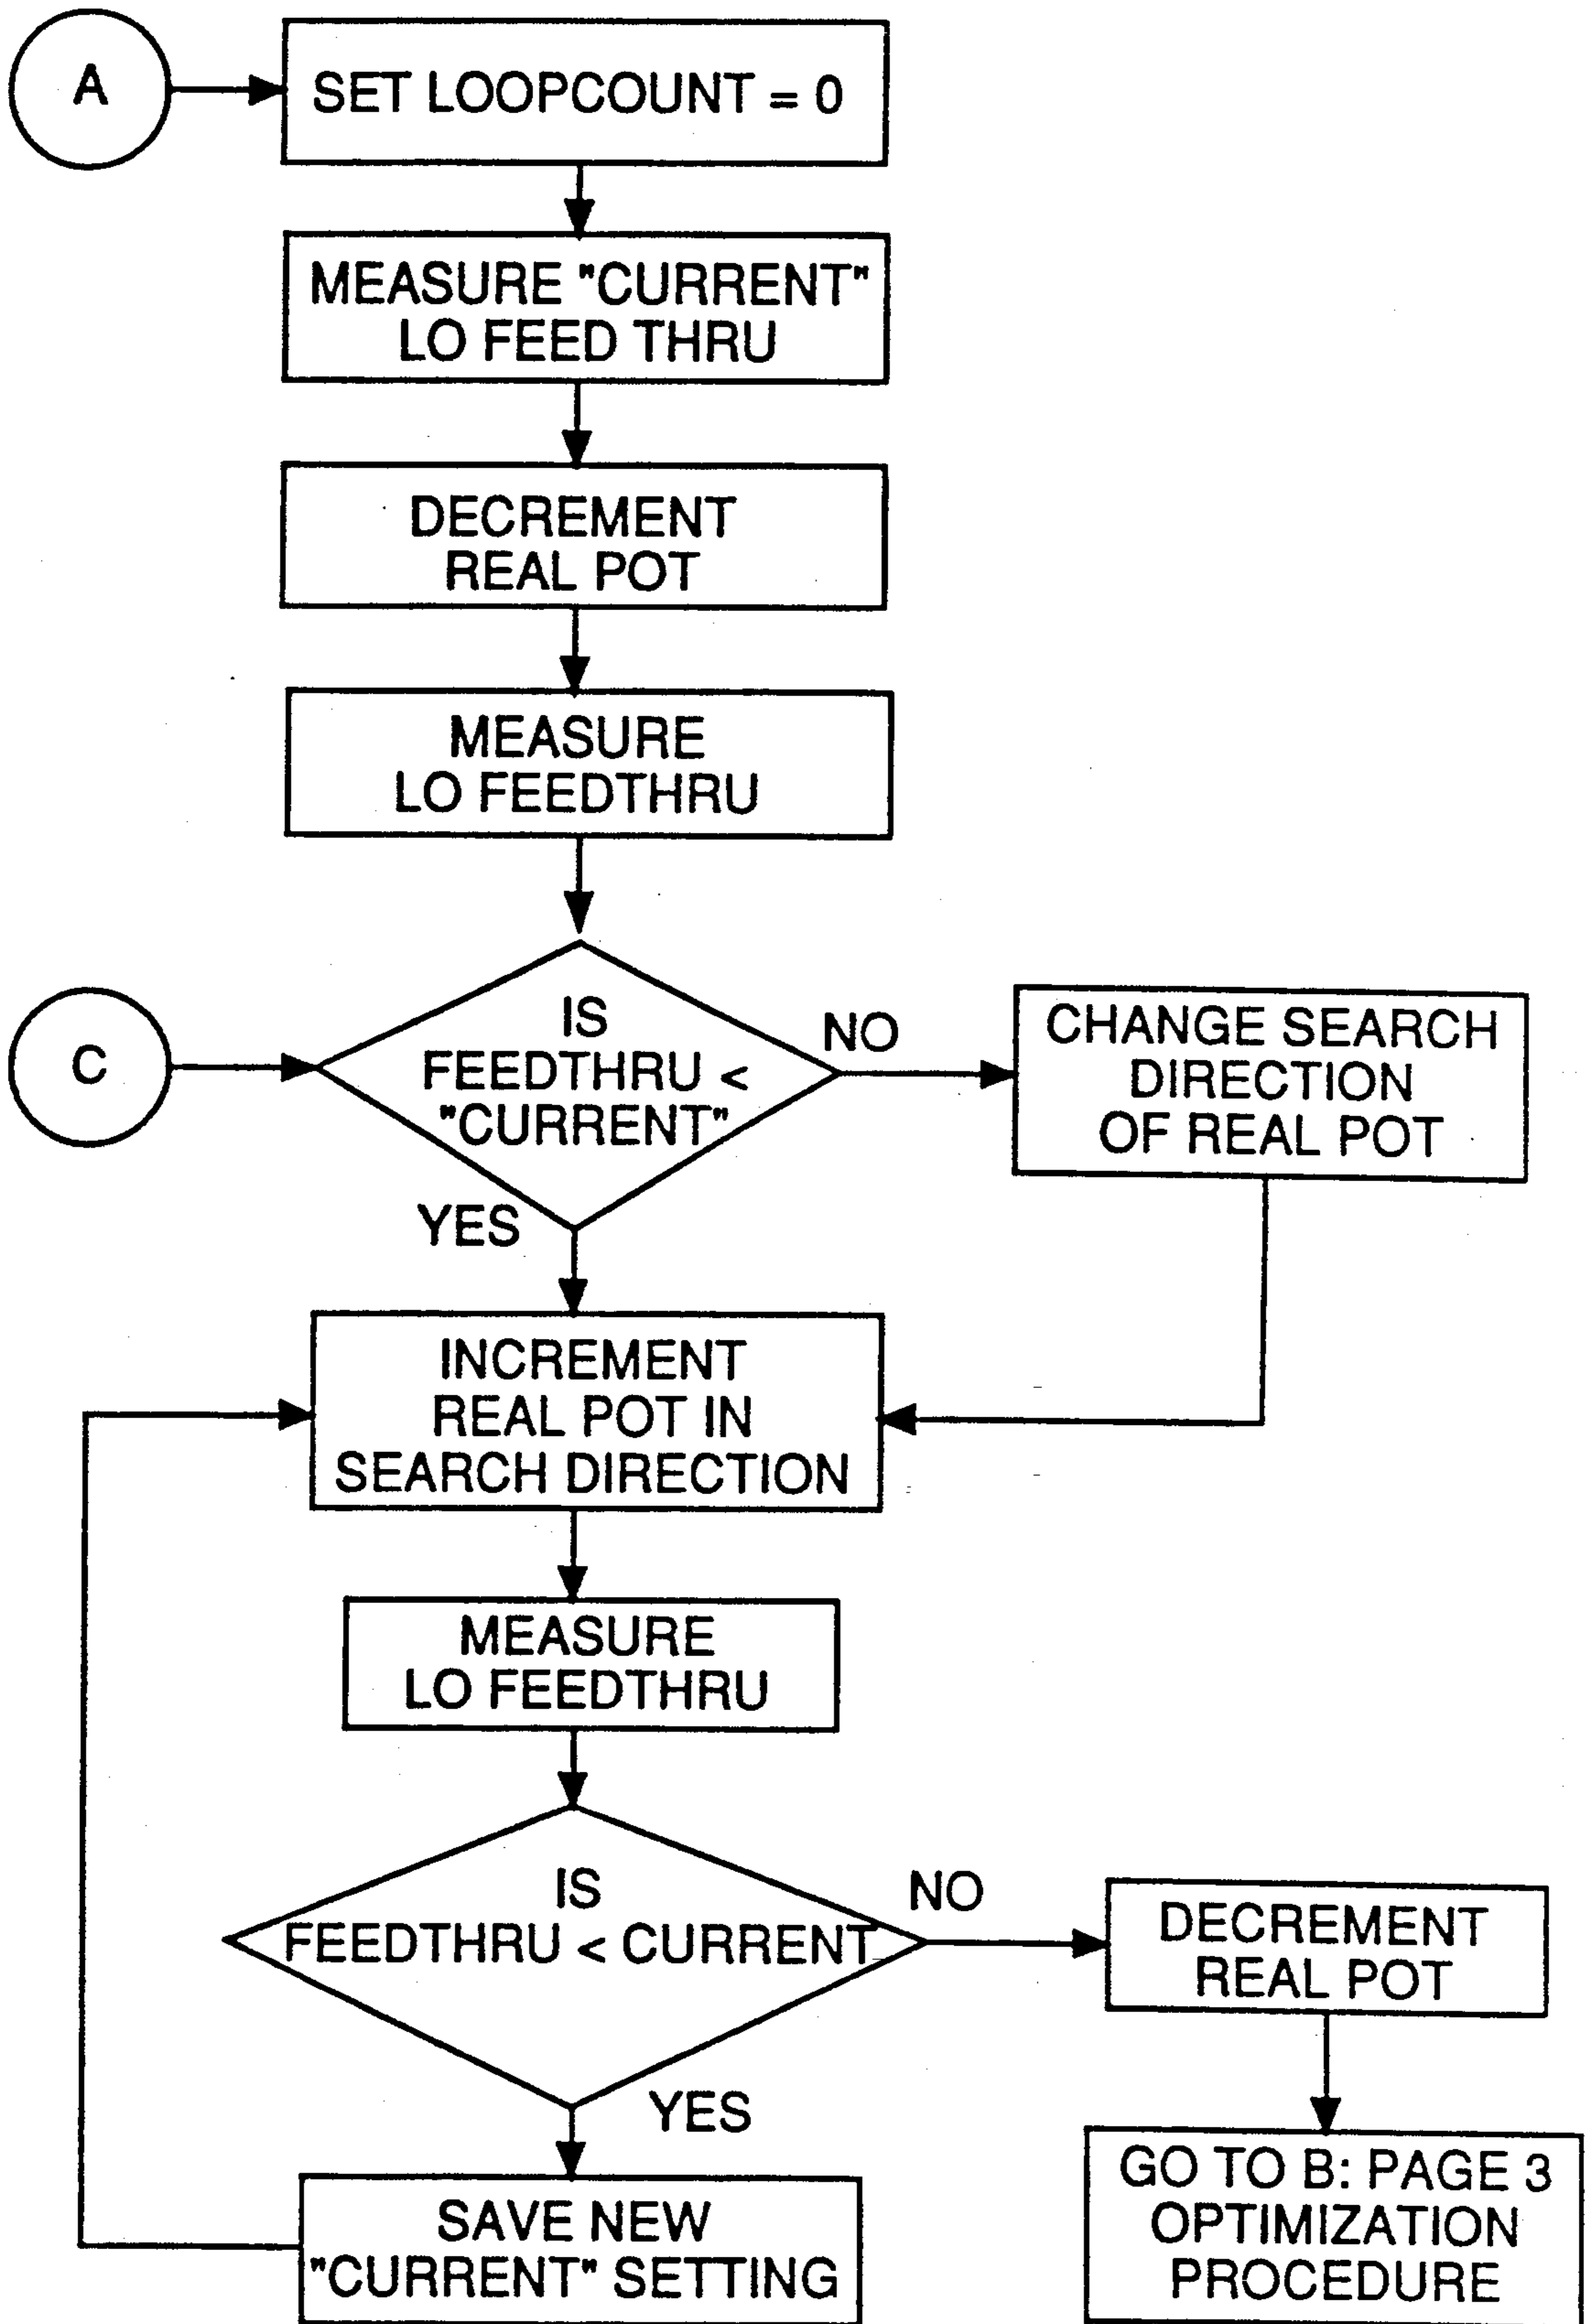 A
SET LOOPCOUNT = 0
MEASURE "CURRENT"
LO FEED THRU
DECREMENT
REAL POT
MEASURE
LO FEEDTHRU
C
IS
FEEDTHRU <
"CURRENT"
NO
CHANGE SEARCH
DIRECTION
OF REAL POT
YES
INCREMENT
REAL POT IN
SEARCH DIRECTION
MEASURE
LO FEEDTHRU
IS
FEEDTHRU < CURRENT
NO
DECREMENT
REAL POT
YES
SAVE NEW
"CURRENT" SETTING
GO TO B: PAGE 3
OPTIMIZATION
PROCEDURE